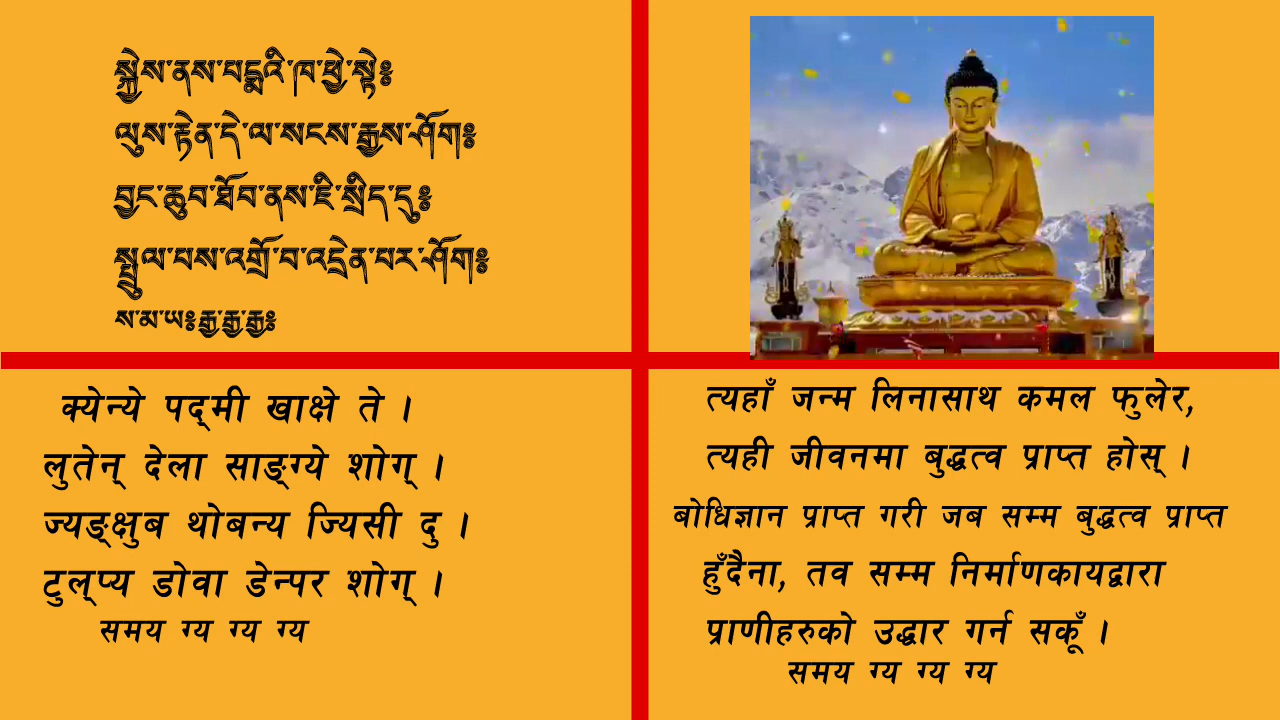 སྐྱེས་ནས་པདྨའི་ཁ་ཕྱེ་སྟེ༔
ལུས་རྟེན་དེ་ལ་སངས་རྒྱས་ཤོག༔
བྱང་ཆུབ་ཐོབ་ནས་ཇི་སྲིད་དུ༔
སྤྲུལ་པས་འགྲོ་བ་འདྲེན་པར་ཤོག༔
ས་མ་ཡ༔རྒྱ་རྒྱ་རྒྱ༔
क्येन्ये पद्मी खाक्षे ते ।
लुतेन् देला साङ्ग्ये शोग् ।
ज्यङ्क्षुब थोबन्य ज्यिसी दु ।
टुल्प्य डोवा डेन्पर शोग् ।
समय ग्य ग्य ग्य
त्यहाँ जन्म लिनासाथ कमल फुलेर,
त्यही जीवनमा बुद्धत्व प्राप्त होस् ।
बोधिज्ञान प्राप्त गरी जब सम्म बुद्धत्व प्राप्त
हुँदैना, तव सम्म निर्माणकायद्वारा
प्राणीहरुको उद्धार गर्न सकूँ ।
समय ग्य ग्य ग्य